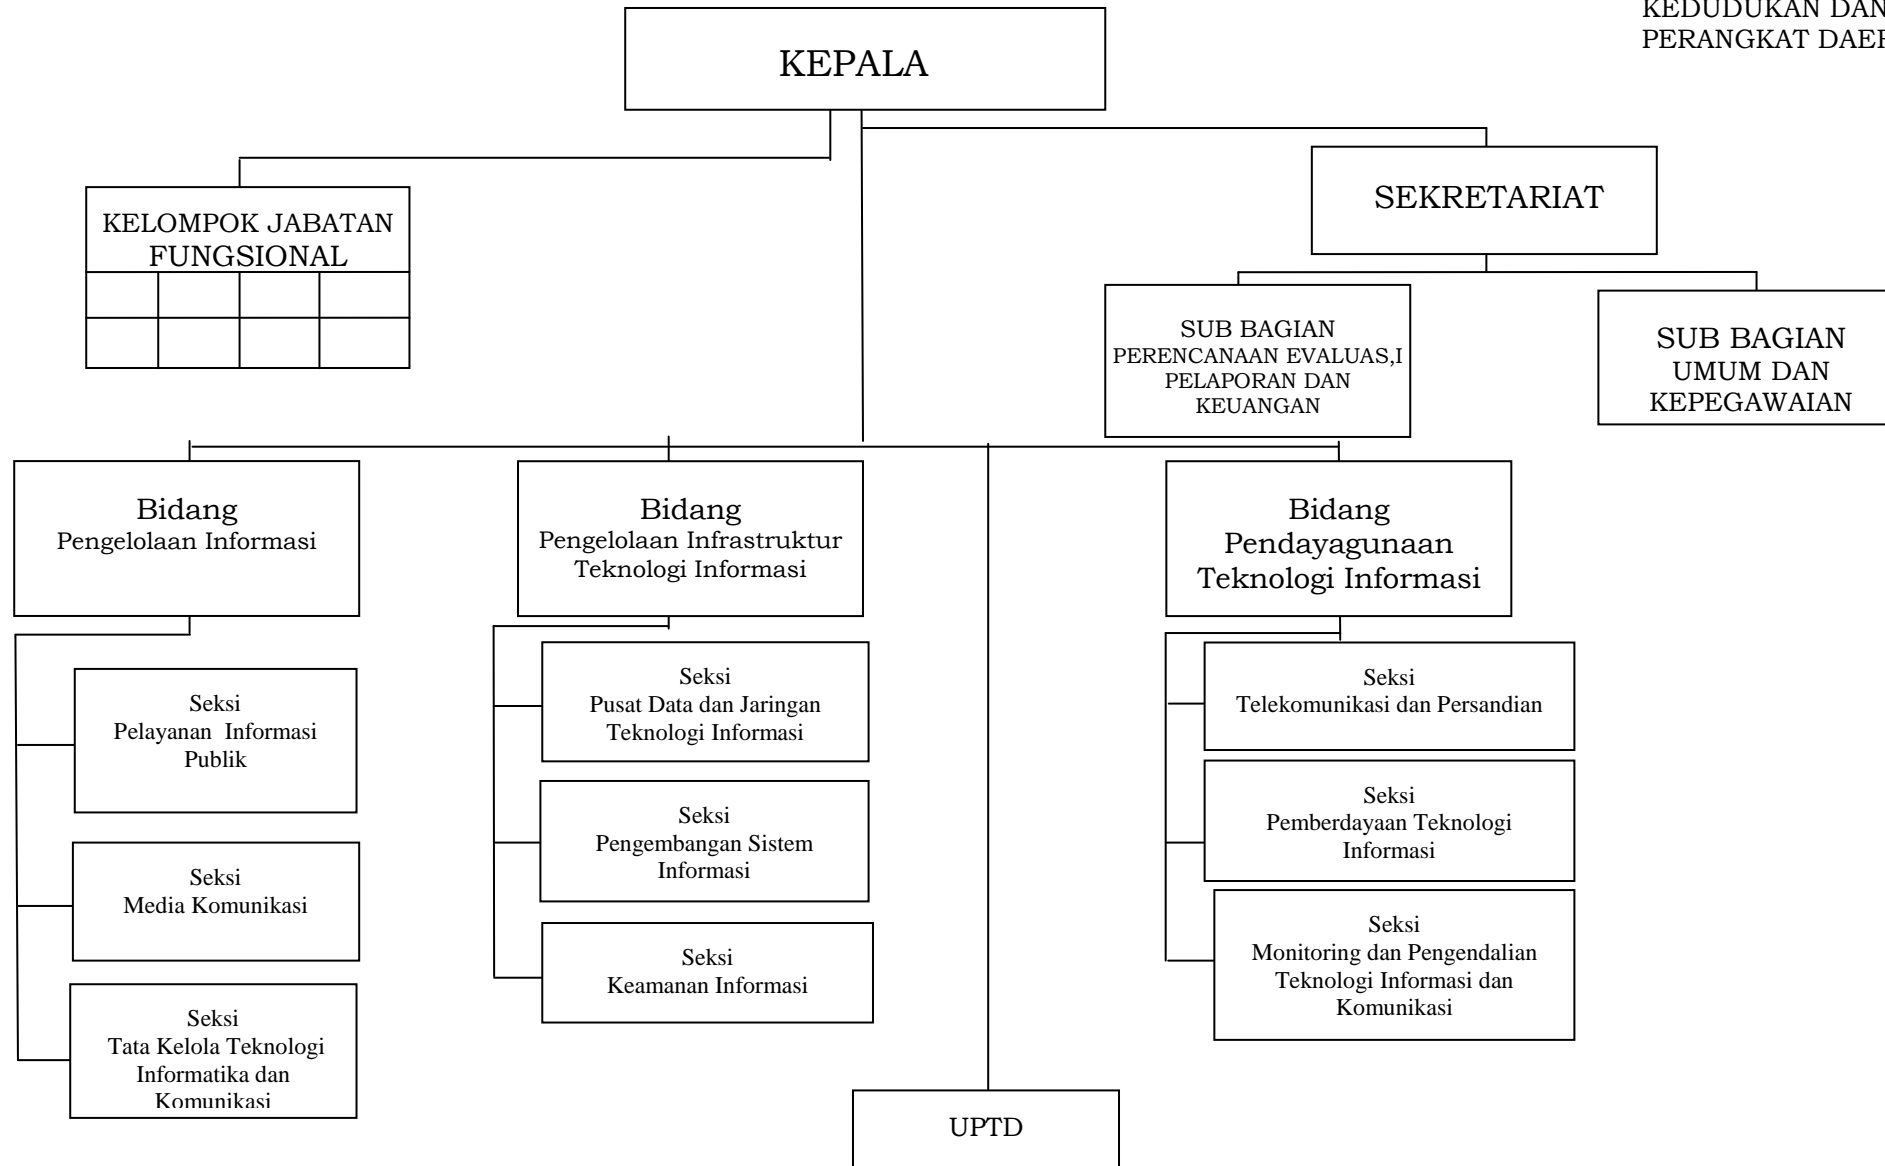 KEDUDUKAN DAN
PERANGKAT DAER
KEPALA
SEKRETARIAT
KELOMPOK JABATAN
FUNGSIONAL
SUB BAGIAN
PERENCANAAN EVALUAS,I
PELAPORAN DAN
KEUANGAN
SUB BAGIAN
UMUM DAN
KEPEGAWAIAN
Bidang
Pengelolaan Informasi
Bidang
Pengelolaan Infrastruktur
Teknologi Informasi
Bidang
Pendayagunaan
Teknologi Informasi
Seksi
Pelayanan Informasi
Publik
Seksi
Media Komunikasi
Seksi
Tata Kelola Teknologi
Informatika dan
Komunikasi
Seksi
Pusat Data dan Jaringan
Teknologi Informasi
Seksi
Pengembangan Sistem
Informasi
Seksi
Keamanan Informasi
Seksi
Telekomunikasi dan Persandian
Seksi
Pemberdayaan Teknologi
Informasi
Seksi
Monitoring dan Pengendalian
Teknologi Informasi dan
Komunikasi
UPTD